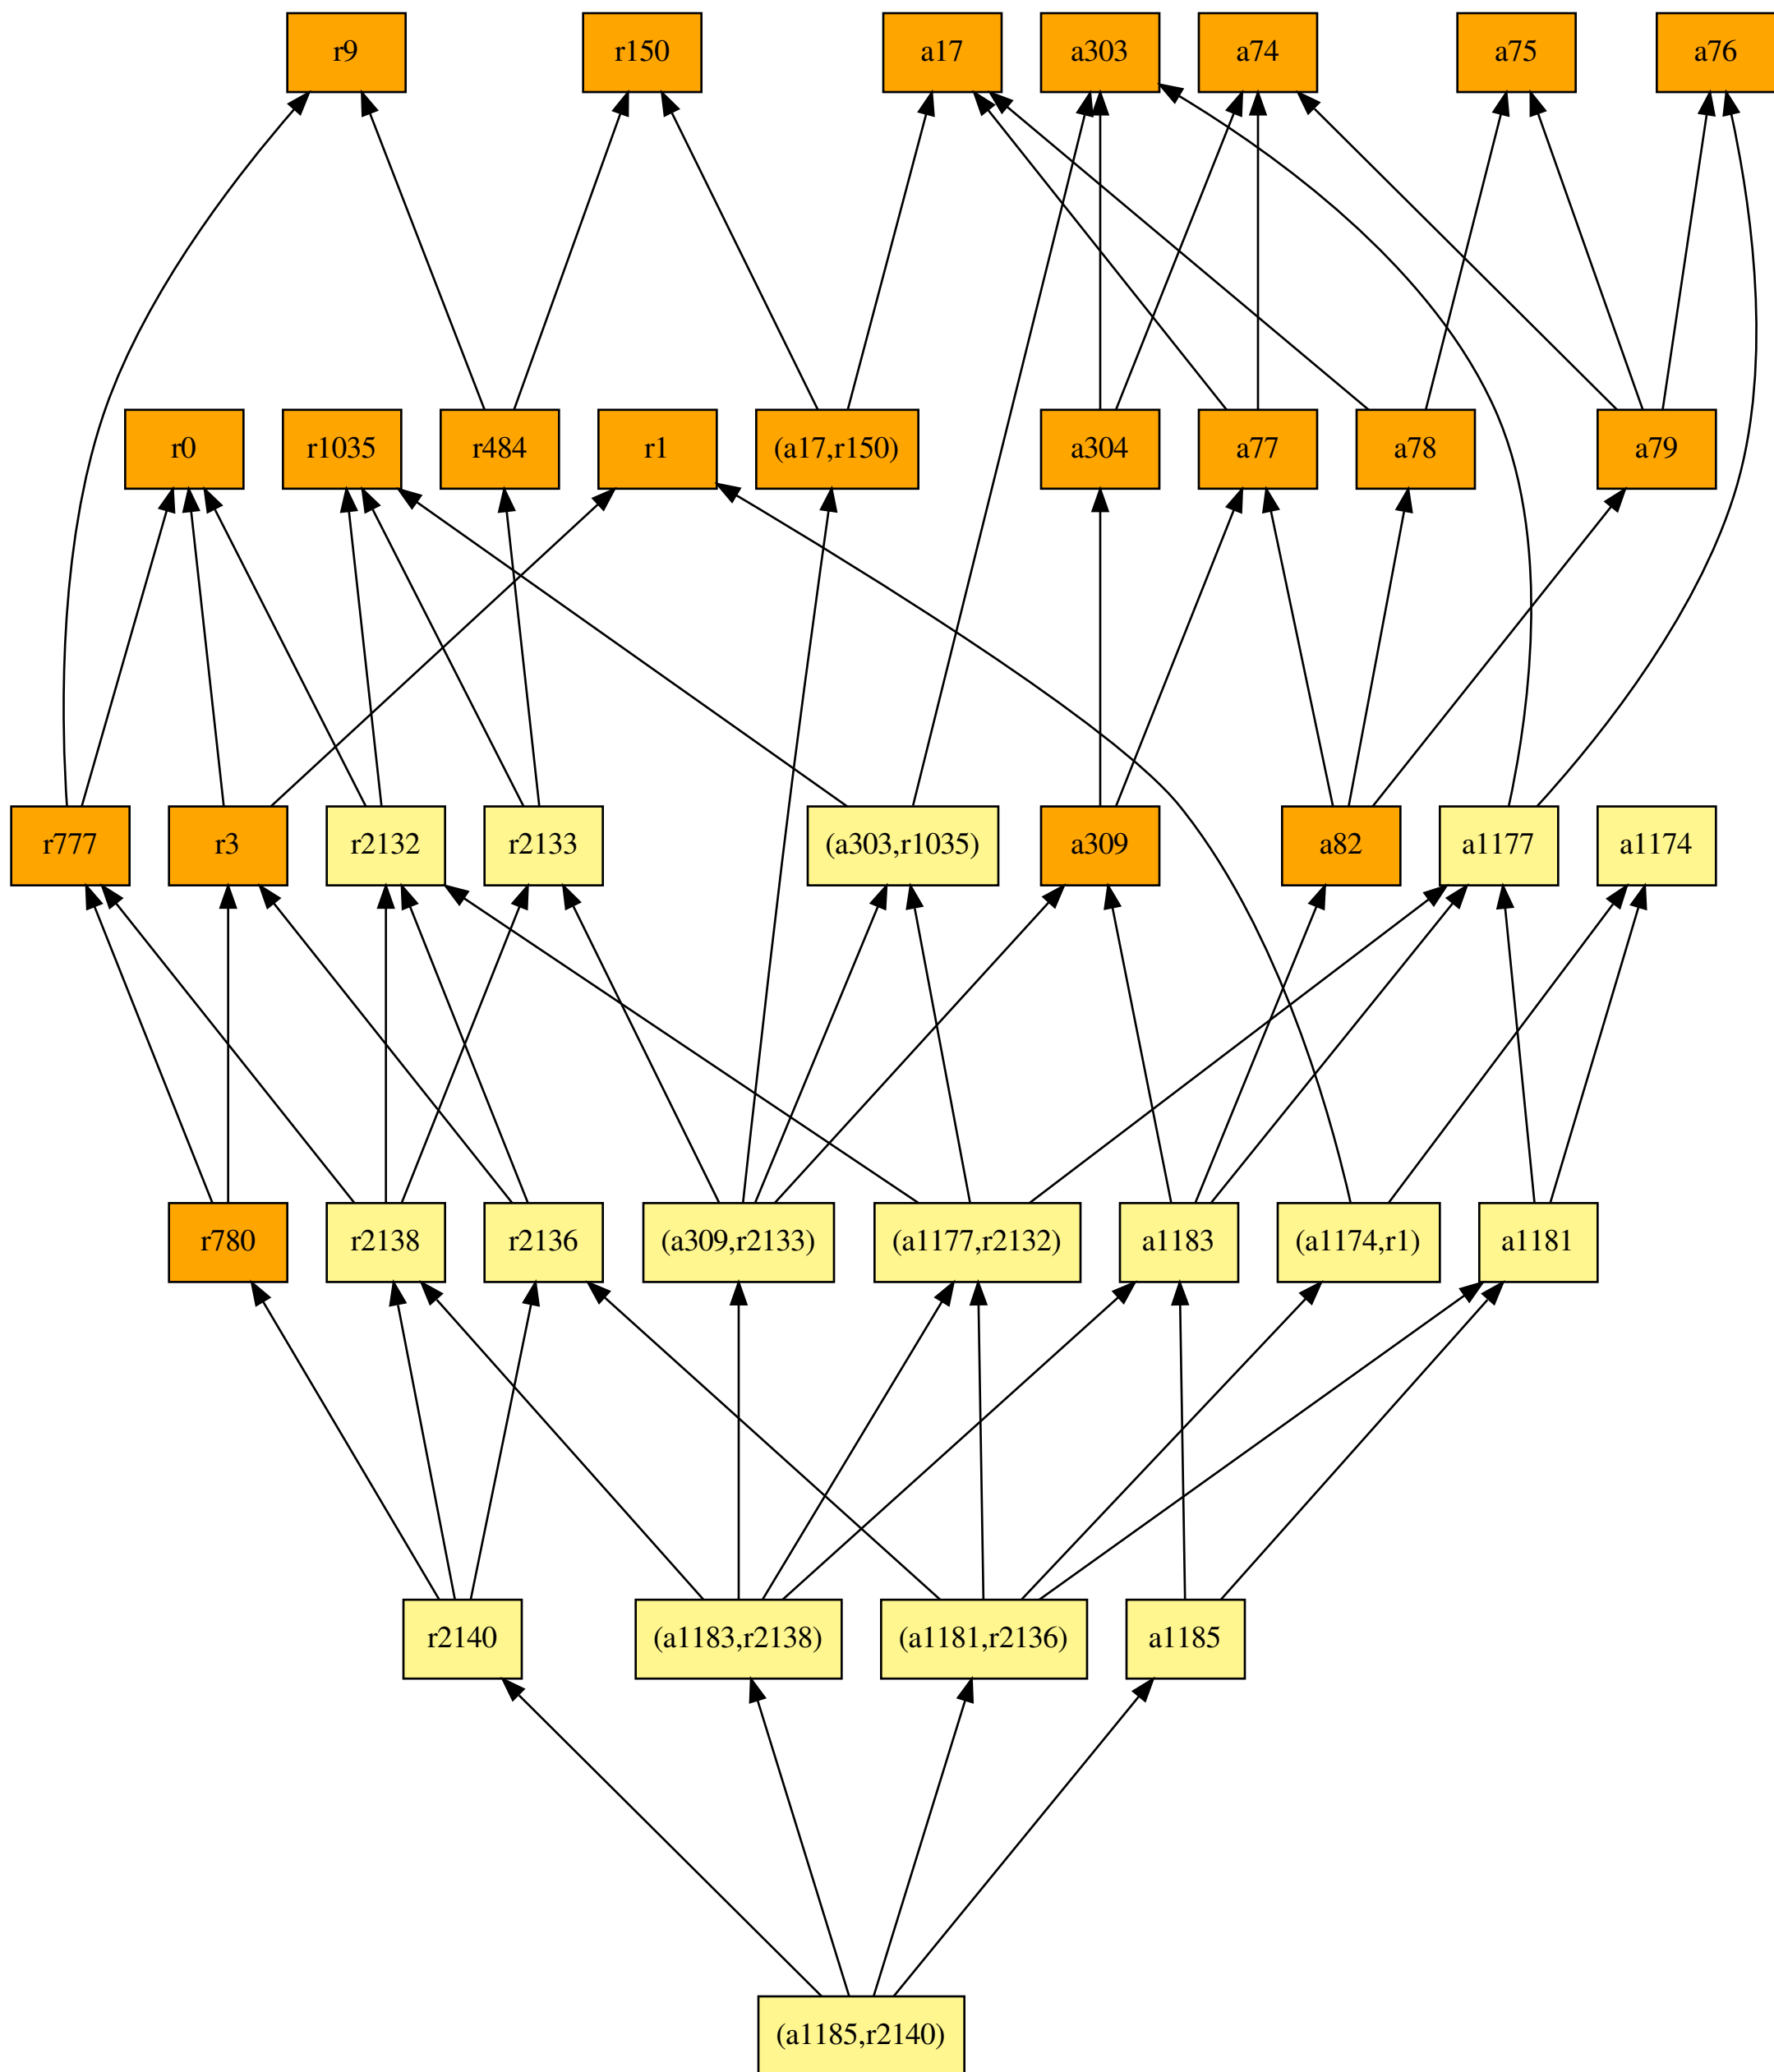 r9
r150
a17
a303
a74
a75
a76
r0
r1035
r484
r1
(a17,r150)
a304
a77
a78
a79
r777
r3
r2132
r2133
(a303,r1035)
a309
a82
a1177
a1174
r780
r2138
r2136
(a309,r2133)
(a1177,r2132)
a1183
(a1174,r1)
a1181
r2140
(a1183,r2138)
(a1181,r2136)
a1185
(a1185,r2140)